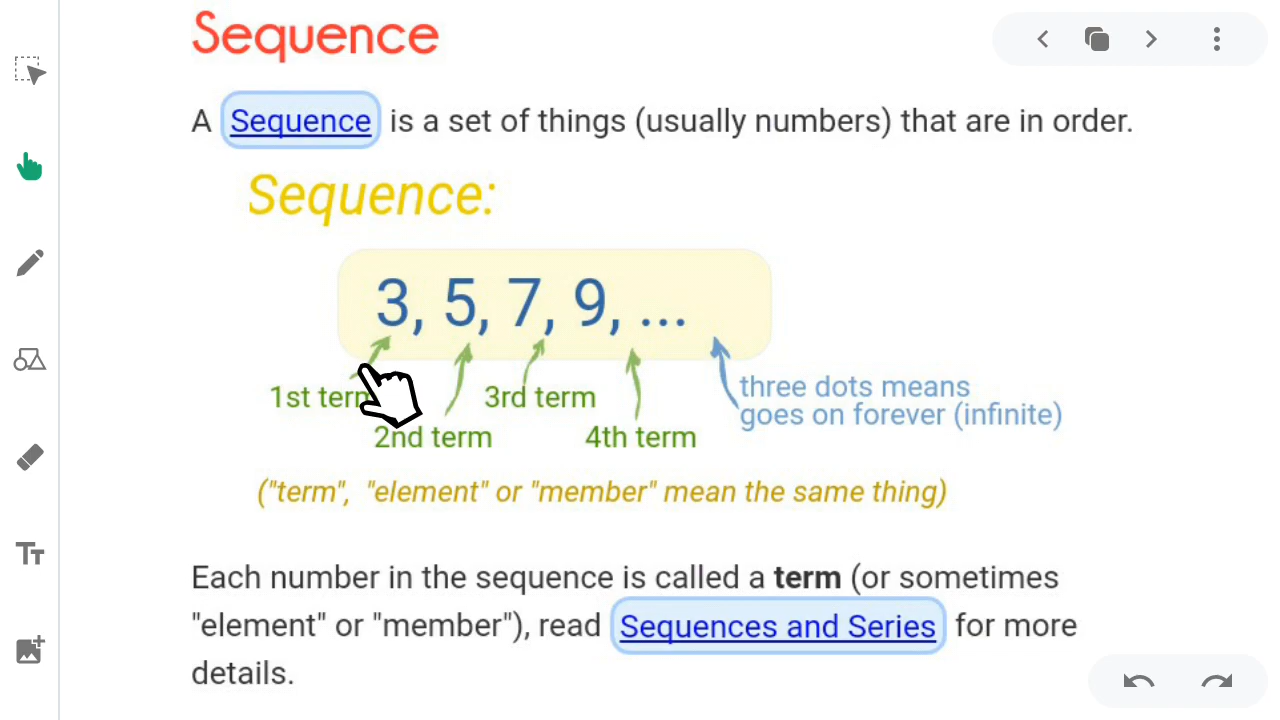 Sequence
A Sequence is a set of things (usually numbers) that are in order.
Sequence:
3, 5, 7, 9, ...
1st term
3rd term
three dots means
goes on forever (infinite)
2nd term
4th term
("term", "element" or "member" mean the same thing)
Each number in the sequence is called a term (or sometimes
"element" or "member"), read Sequences and Series for more
details.
TT